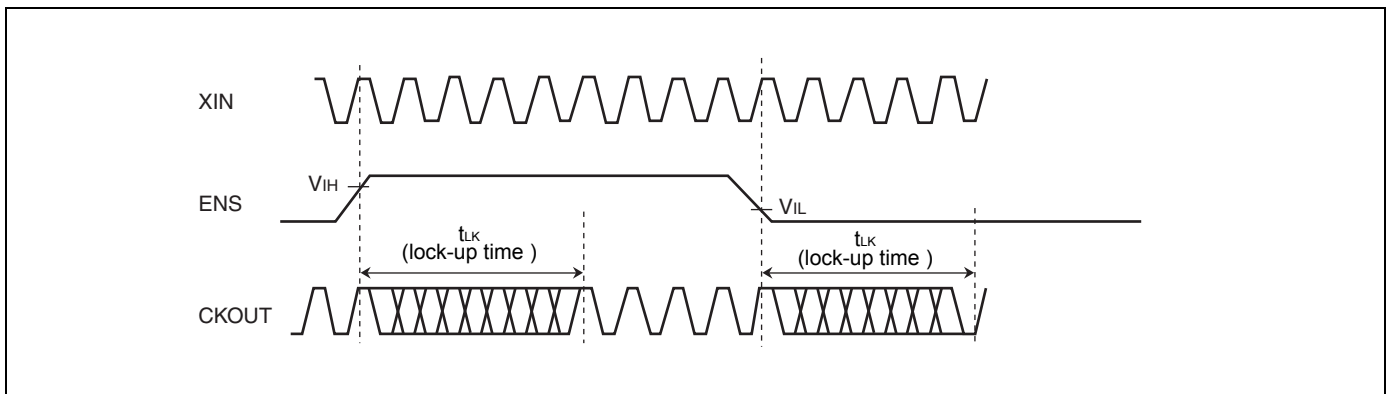 XIN
VIH
ENS
VIL
tLK
(lock-up time )
tLK
(lock-up time )
CKOUT